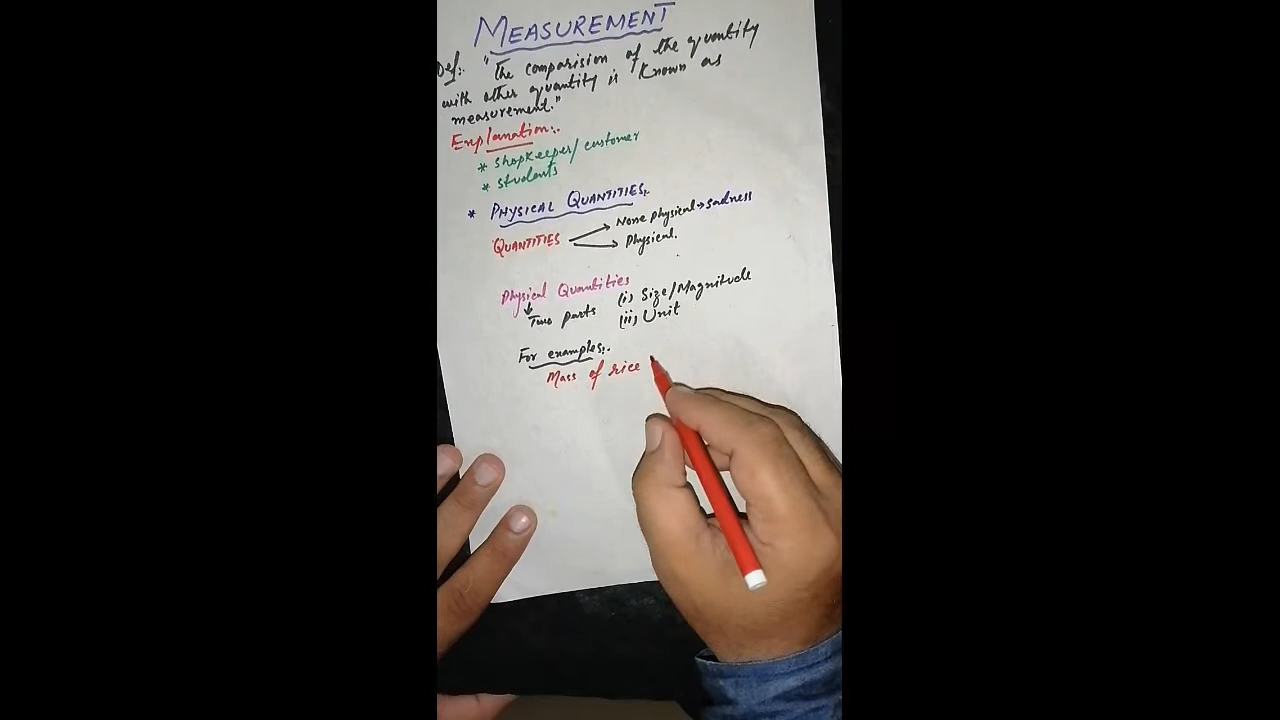 MEASUREMENT
Def:- "The comparision of the quantity
with other quantity is known as
measurement."
Explanation:-
* Shopkeeper/customer
* Students
* PHYSICAL QUANTITIES:-
QUANTITIES → None physical → sadness
→ Physical.
Physical Quantities (i) Size/Magnitude
↓ Two parts (ii) Unit
For examples:-
Mass of rice